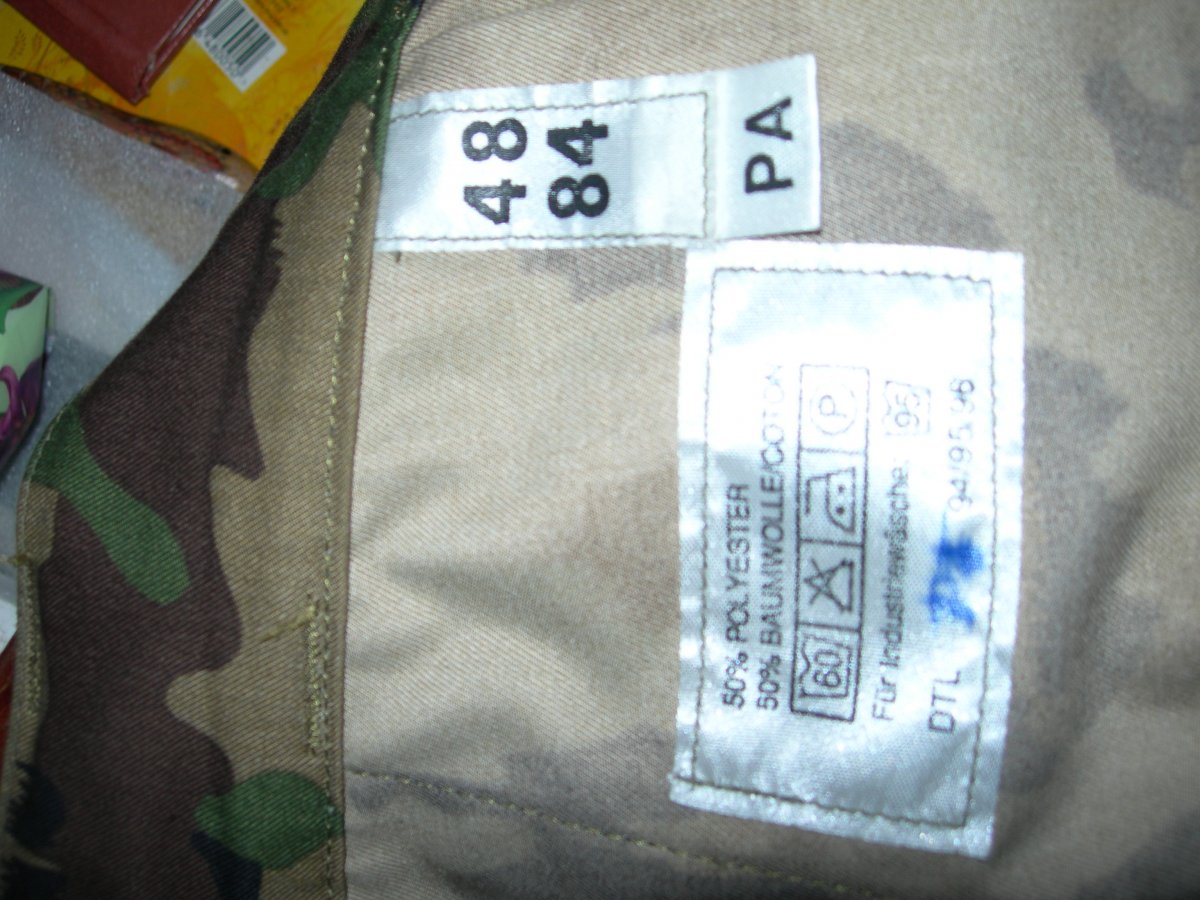 48
84
PA
50% POLYESTER
50% BAUMWOLLE/COTON
60 P
Für Industriewäsche: 95
DTL 94/95 96